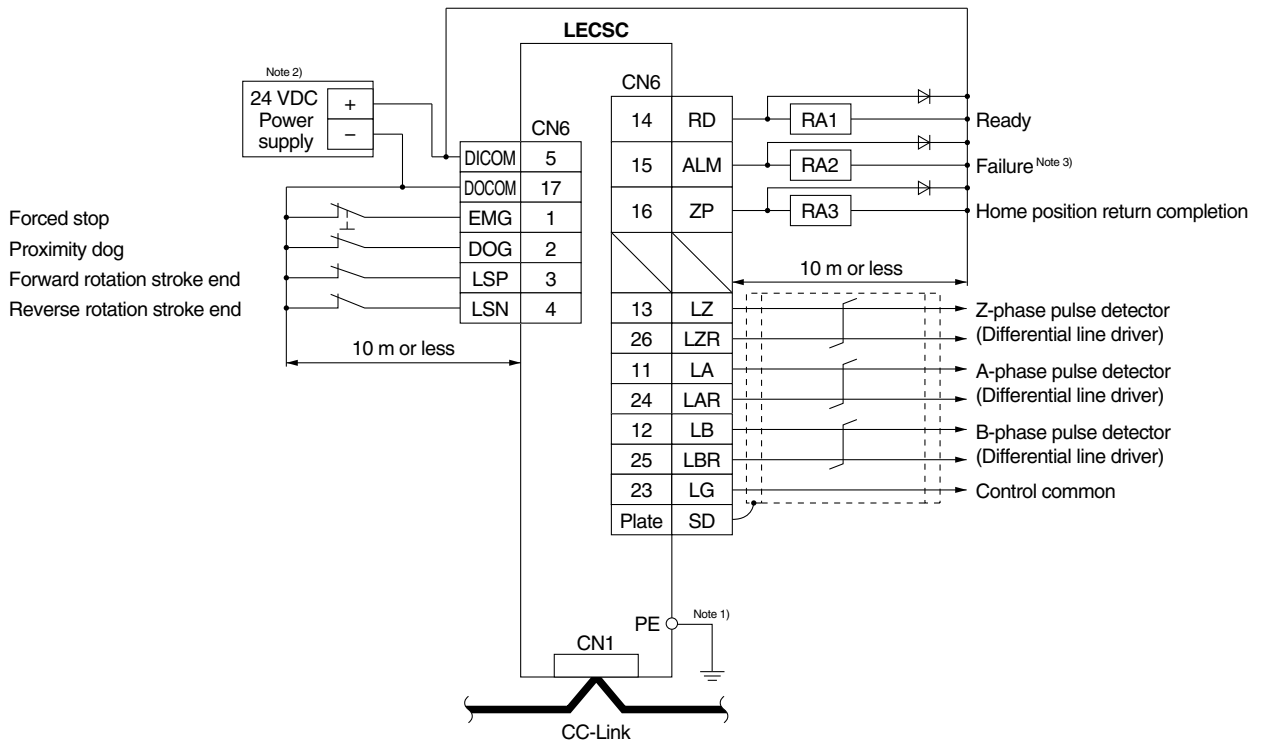 LECSC
Note 2)
24 VDC
Power
supply
+
−
CN6
DICOM 5
DOCOM 17
EMG 1
DOG 2
LSP 3
LSN 4
Forced stop
Proximity dog
Forward rotation stroke end
Reverse rotation stroke end
10 m or less
CN6
14 RD RA1 Ready
15 ALM RA2 Failure Note 3)
16 ZP RA3 Home position return completion
10 m or less
13 LZ Z-phase pulse detector
26 LZR (Differential line driver)
11 LA A-phase pulse detector
24 LAR (Differential line driver)
12 LB B-phase pulse detector
25 LBR (Differential line driver)
23 LG Control common
Plate SD
PE Note 1)
CN1
CC-Link